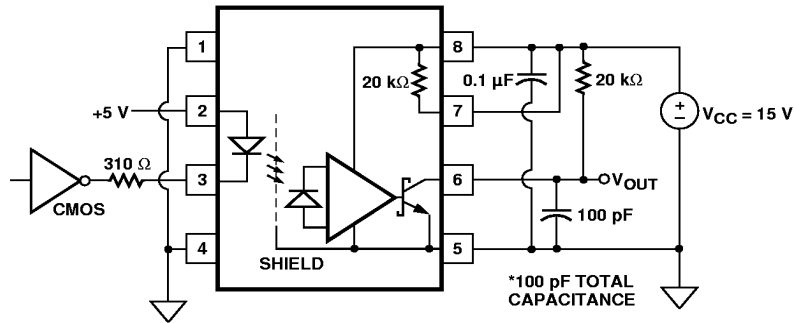 1
8
20 kΩ
0.1 µF
20 kΩ
+5 V
2
7
+
−
VCC = 15 V
310 Ω
3
6
VOUT
CMOS
100 pF
4
5
SHIELD
*100 pF TOTAL
CAPACITANCE